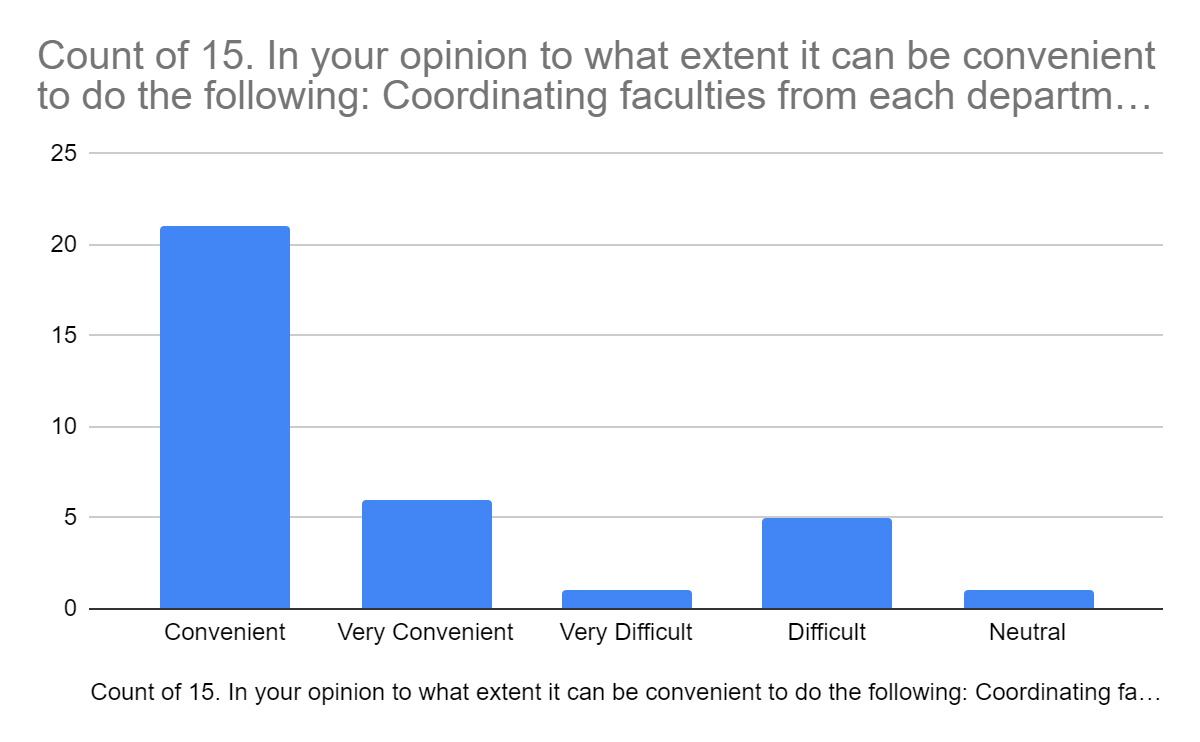 Count of 15. In your opinion to what extent it can be convenient
to do the following: Coordinating faculties from each departm…
25
20
15
10
5
0
Convenient Very Convenient Very Difficult Difficult Neutral
Count of 15. In your opinion to what extent it can be convenient to do the following: Coordinating fa…